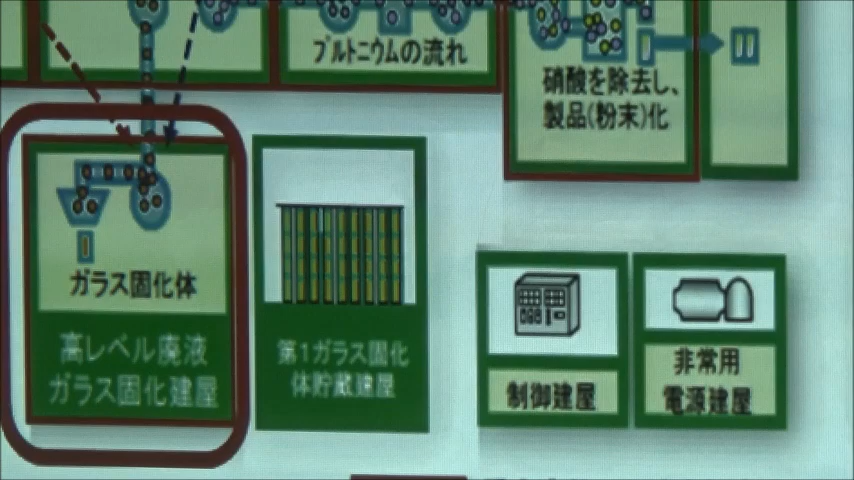 プルトニウムの流れ
硝酸を除去し、
製品(粉末)化
ガラス固化体
高レベル廃液
ガラス固化建屋
第1ガラス固化
体貯蔵建屋
制御建屋
非常用
電源建屋